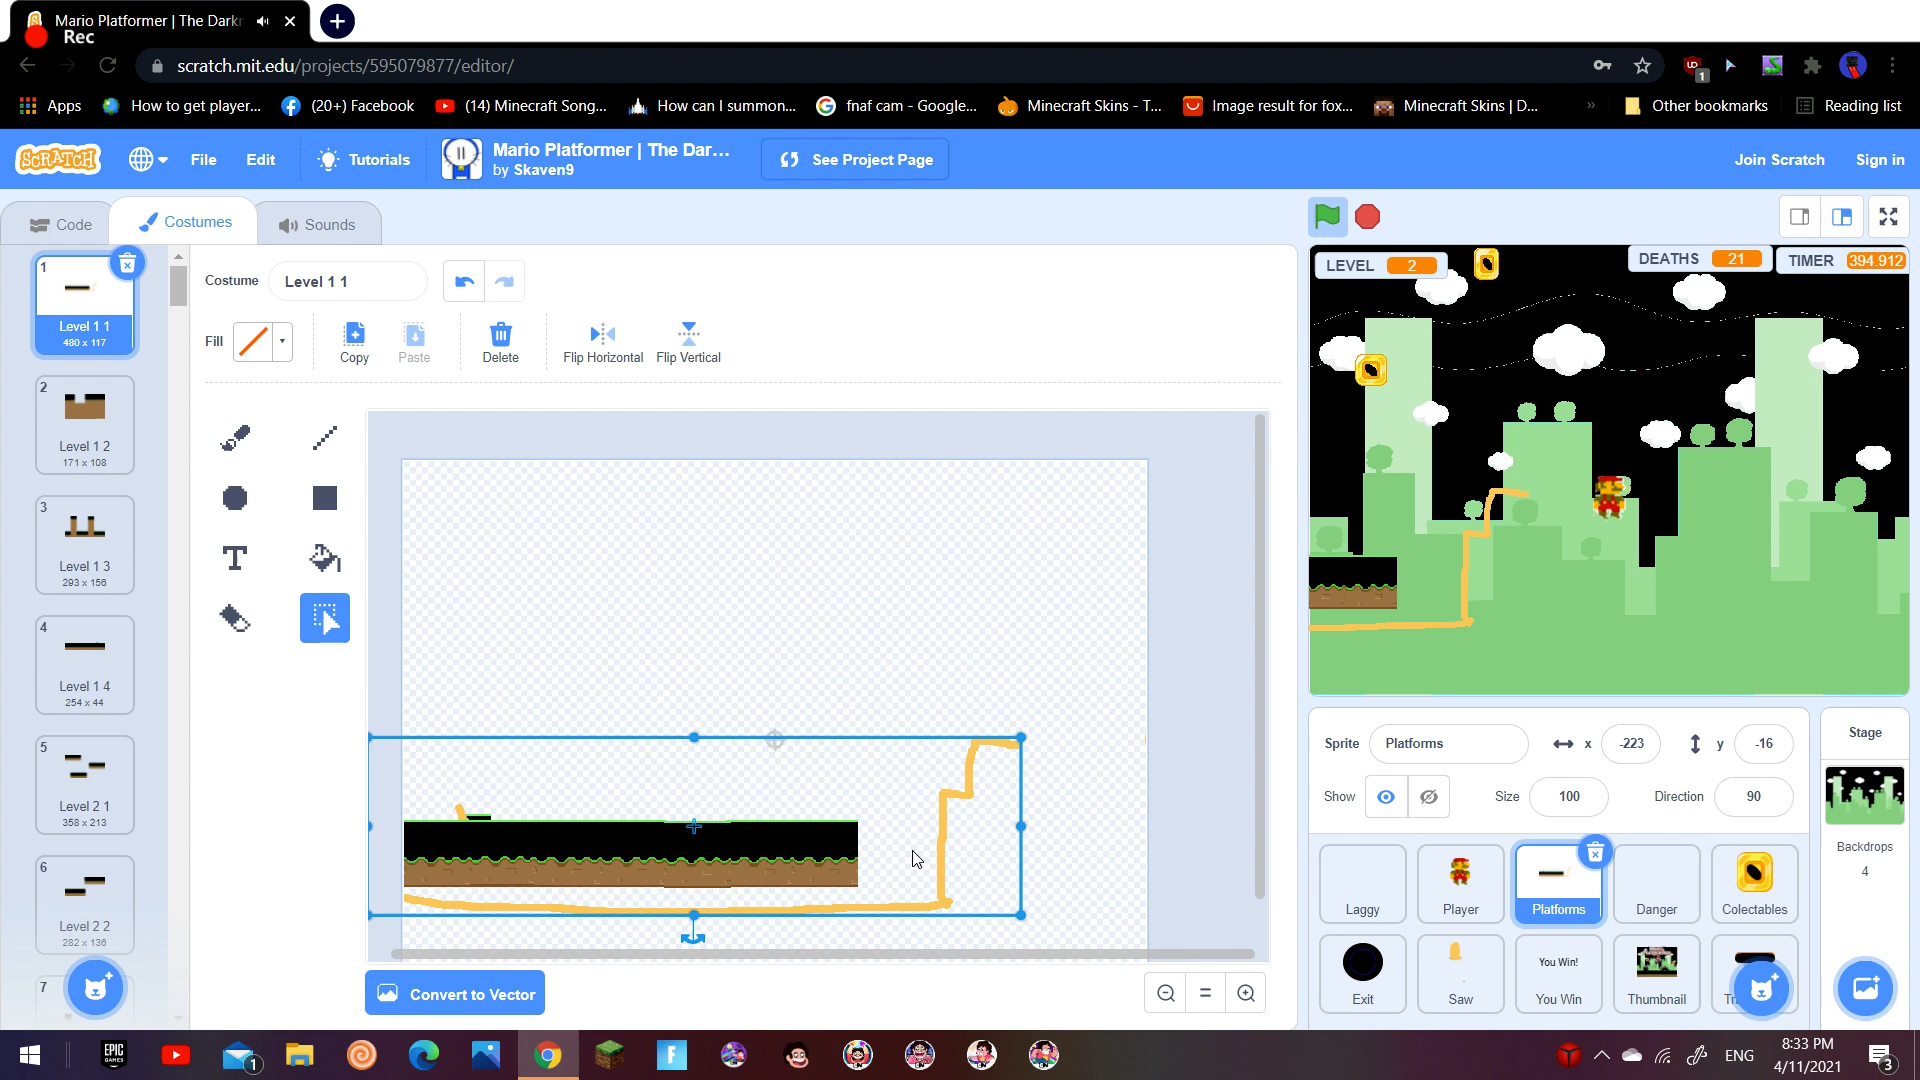 Mario Platformer | The Dark
Rec
scratch.mit.edu/projects/595079877/editor/
1
Apps
How to get player...
(20+) Facebook
(14) Minecraft Song...
How can I summon...
fnaf cam - Google...
Minecraft Skins - T...
Image result for fox...
Minecraft Skins | D...
»
Other bookmarks
Reading list
SCRATCH
File
Edit
Tutorials
Mario Platformer | The Dar...
by Skaven9
See Project Page
Join Scratch
Sign in
Code
Costumes
Sounds
1
Level 1 1
480 x 117
2
Level 1 2
171 x 108
3
Level 1 3
293 x 156
4
Level 1 4
254 x 44
5
Level 2 1
358 x 213
6
Level 2 2
282 x 136
7
Costume
Level 1 1
Fill
Copy
Paste
Delete
Flip Horizontal
Flip Vertical
T
Convert to Vector
LEVEL 2
DEATHS 21
TIMER 394.912
Sprite
Platforms
x
-223
y
-16
Show
Size
100
Direction
90
Stage
Backdrops
4
Laggy
Player
Platforms
Danger
Colectables
Exit
Saw
You Win!
You Win
Thumbnail
EPIC
GAMES
1
F
ENG
8:33 PM
4/11/2021
3